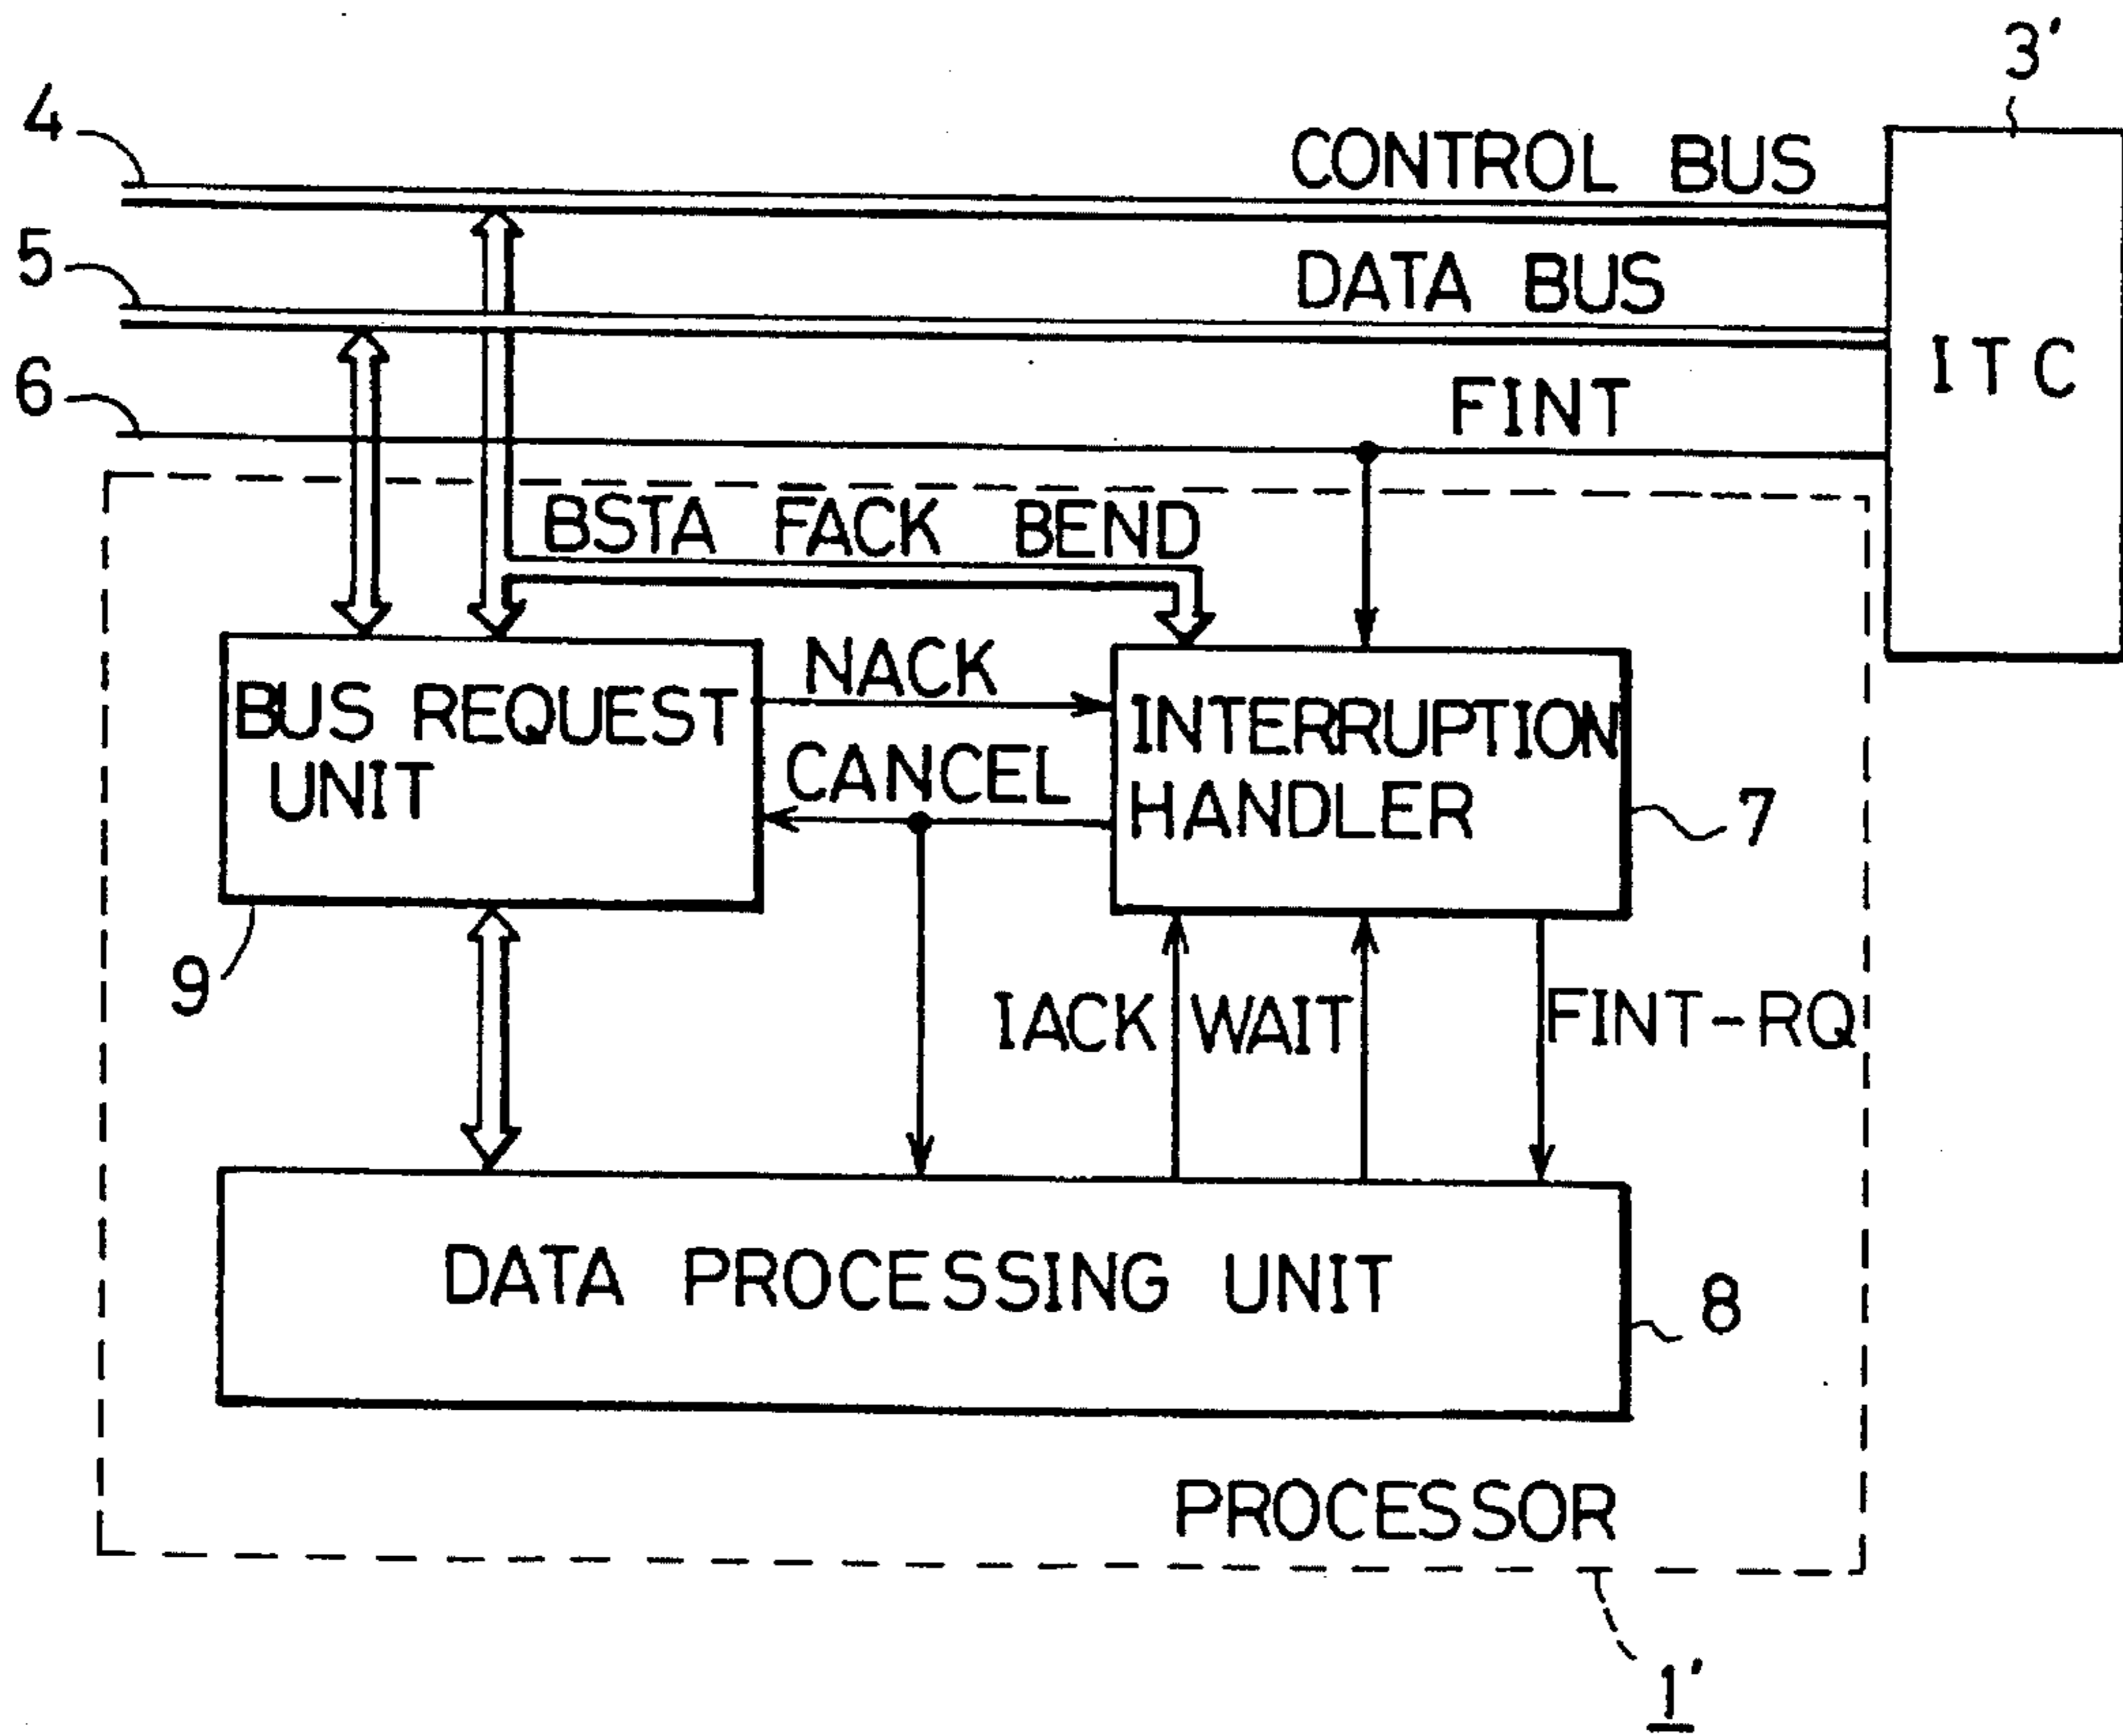 3'
4
CONTROL BUS
5
DATA BUS
ITC
6
FINT
BSTA FACK BEND
NACK
BUS REQUEST
UNIT
CANCEL
INTERRUPTION
HANDLER
7
9
IACK WAIT FINT-RQ
DATA PROCESSING UNIT
8
PROCESSOR
1'